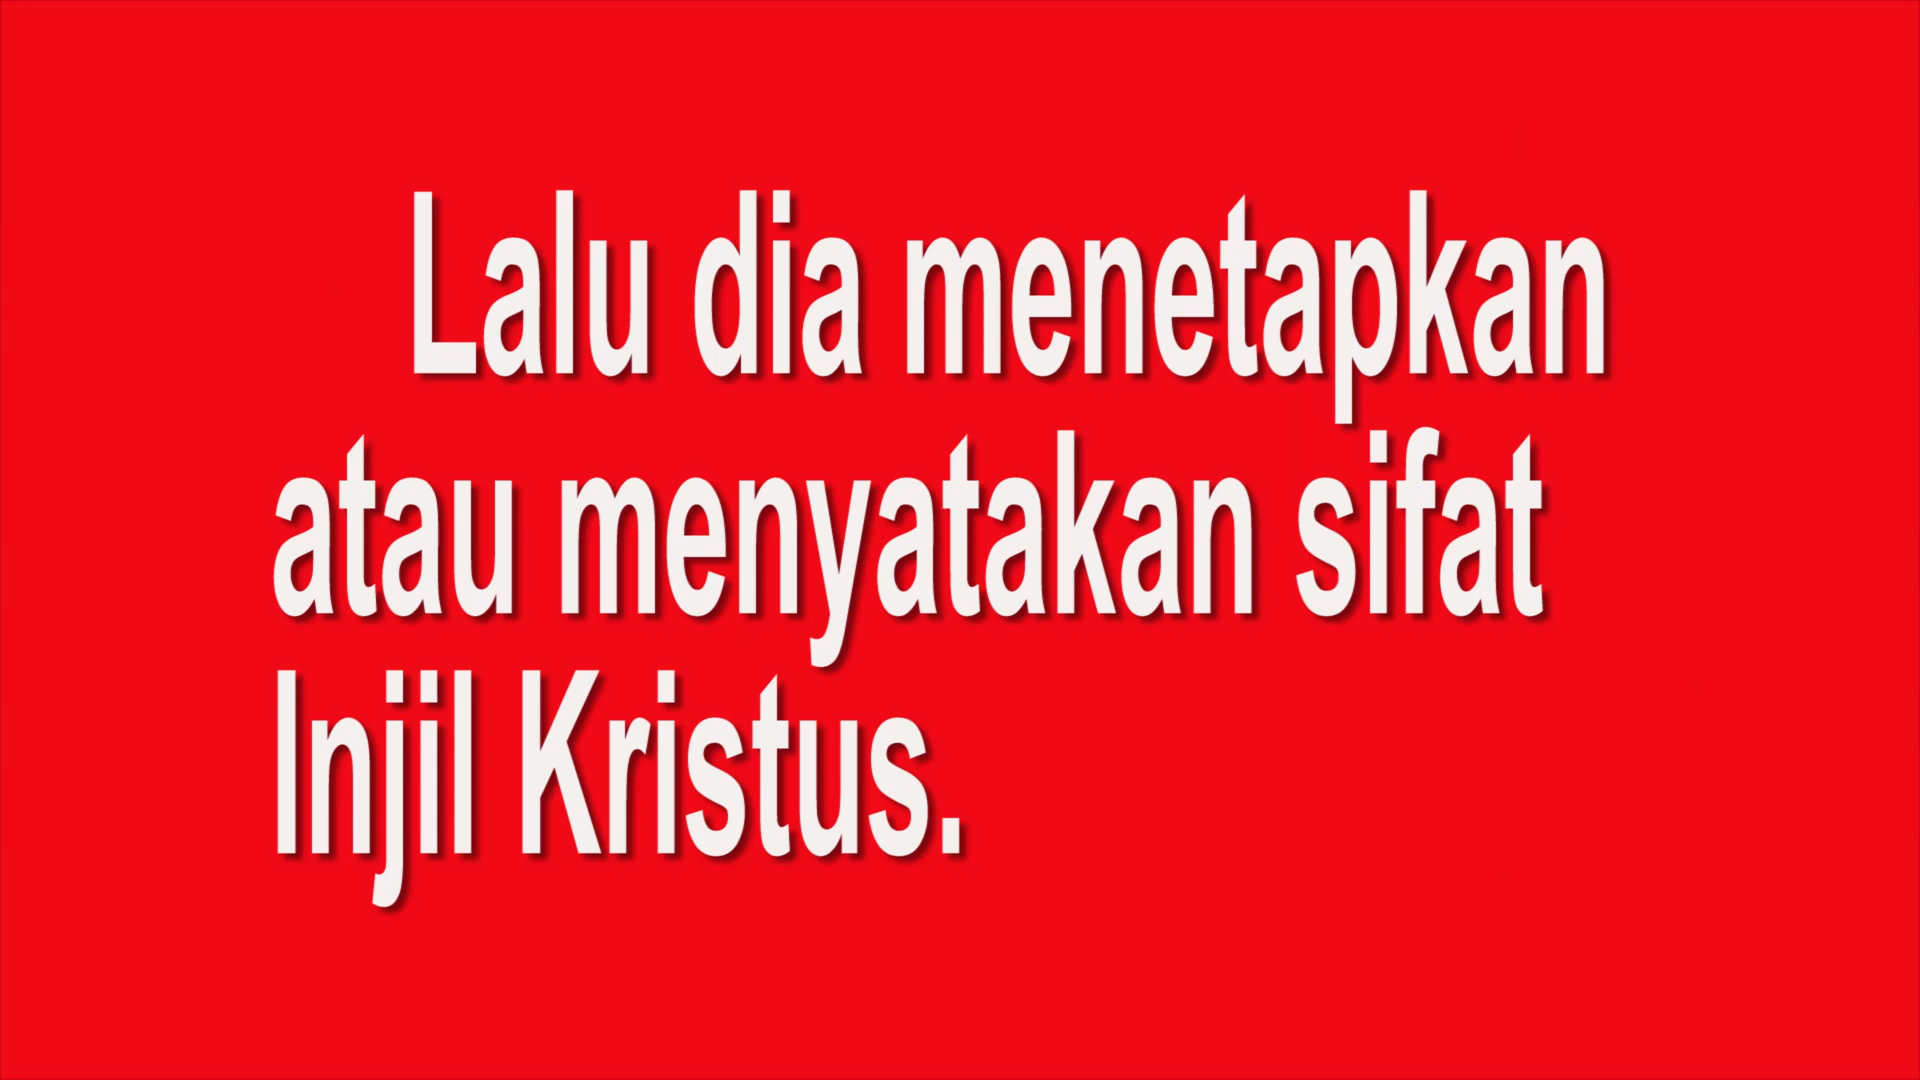 Lalu dia menetapkan
atau menyatakan sifat
Injil Kristus.